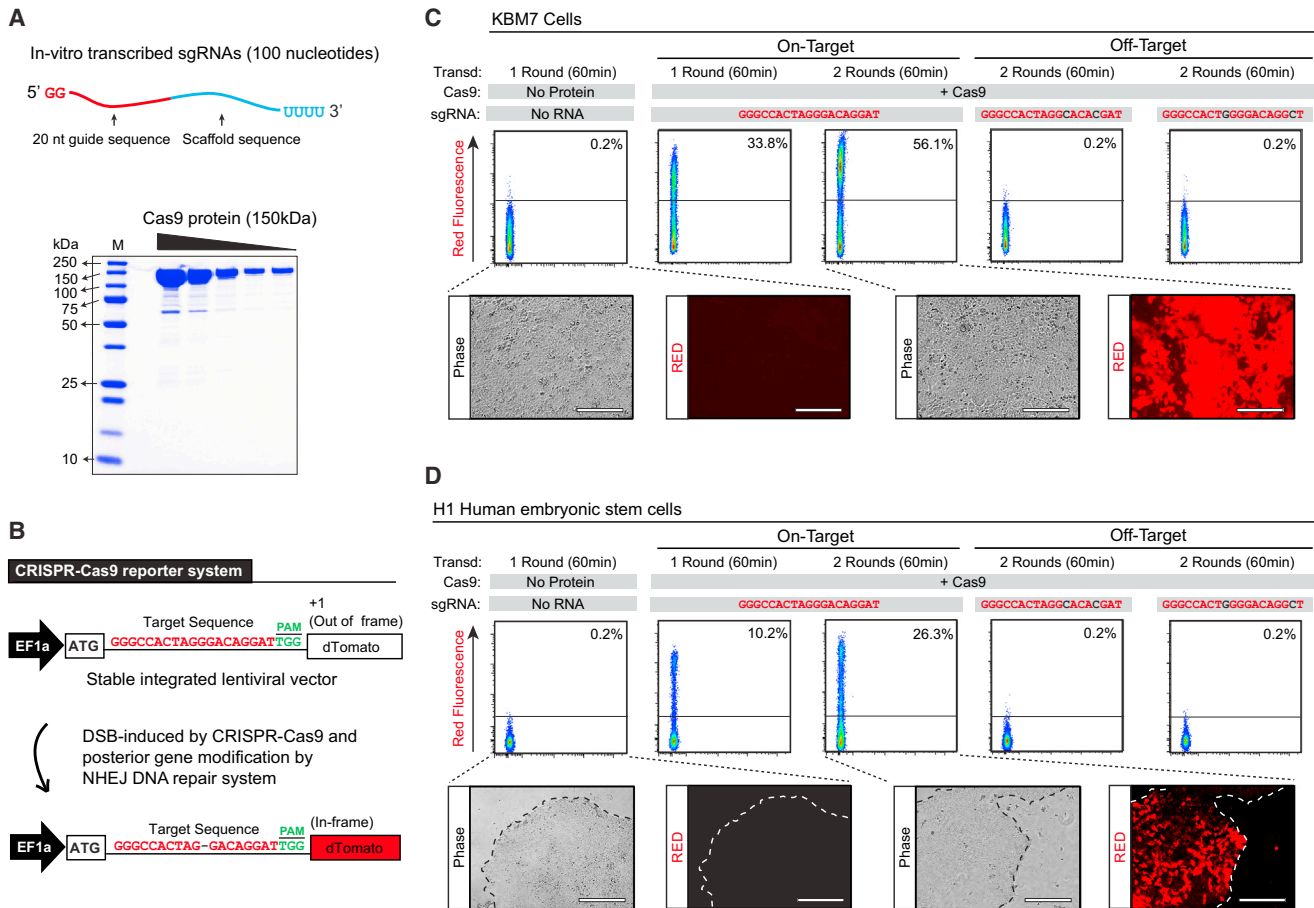 A
In-vitro transcribed sgRNAs (100 nucleotides)
5' GG
UUUU 3'
20 nt guide sequence
Scaffold sequence
Cas9 protein (150kDa)
kDa
M
250
150
100
75
50
25
10
B
CRISPR-Cas9 reporter system
+1
(Out of frame)
Target Sequence
PAM
EF1a
ATG
GGGCCACTAGGGACAGGATTGG
dTomato
Stable integrated lentiviral vector
DSB-induced by CRISPR-Cas9 and
posterior gene modification by
NHEJ DNA repair system
Target Sequence
PAM
(In-frame)
EF1a
ATG
GGGCCACTAG-GACAGGATTGG
dTomato
C
KBM7 Cells
On-Target
Off-Target
Transd: 1 Round (60min) 1 Round (60min) 2 Rounds (60min) 2 Rounds (60min) 2 Rounds (60min)
Cas9: No Protein + Cas9
sgRNA: No RNA GGGCCACTAGGGACAGGAT GGGCCACTAGGCACACGAT GGGCCACTGGGGACAGGCT
Red Fluorescence
0.2%
33.8%
56.1%
0.2%
0.2%
Phase
RED
Phase
RED
D
H1 Human embryonic stem cells
On-Target
Off-Target
Transd: 1 Round (60min) 1 Round (60min) 2 Rounds (60min) 2 Rounds (60min) 2 Rounds (60min)
Cas9: No Protein + Cas9
sgRNA: No RNA GGGCCACTAGGGACAGGAT GGGCCACTAGGCACACGAT GGGCCACTGGGGACAGGCT
Red Fluorescence
0.2%
10.2%
26.3%
0.2%
0.2%
Phase
RED
Phase
RED